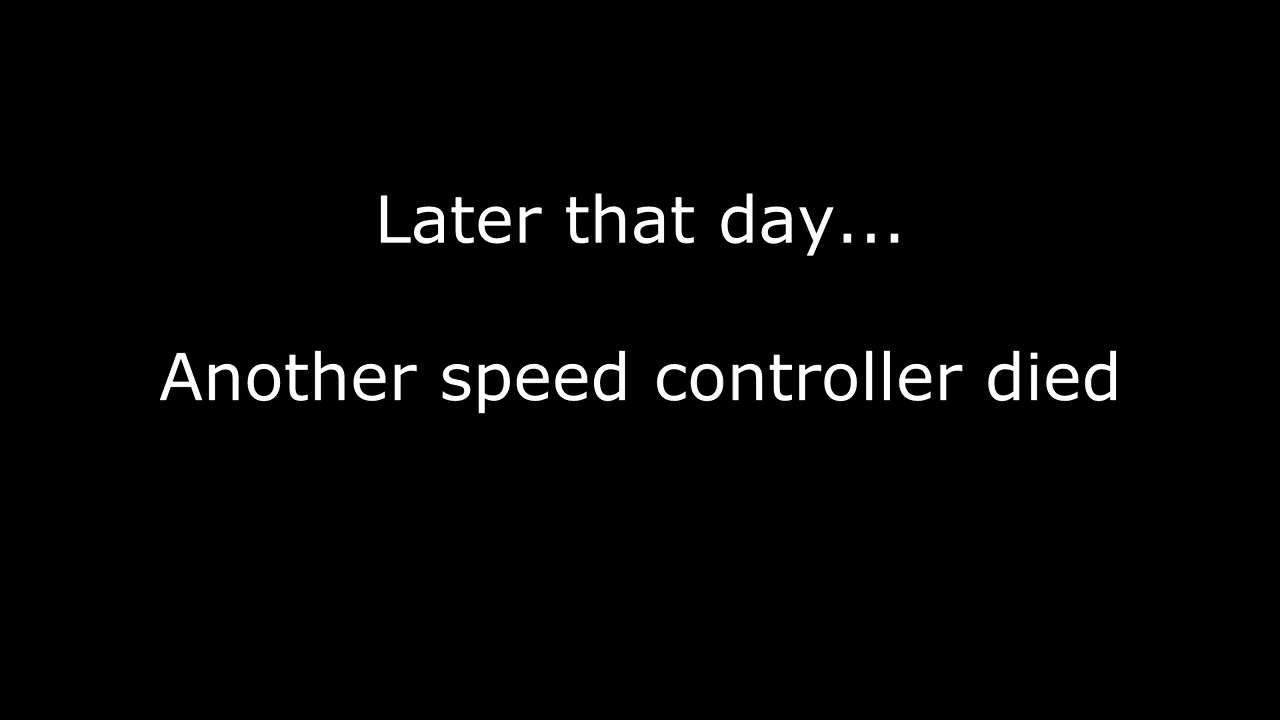 Later that day...
Another speed controller died